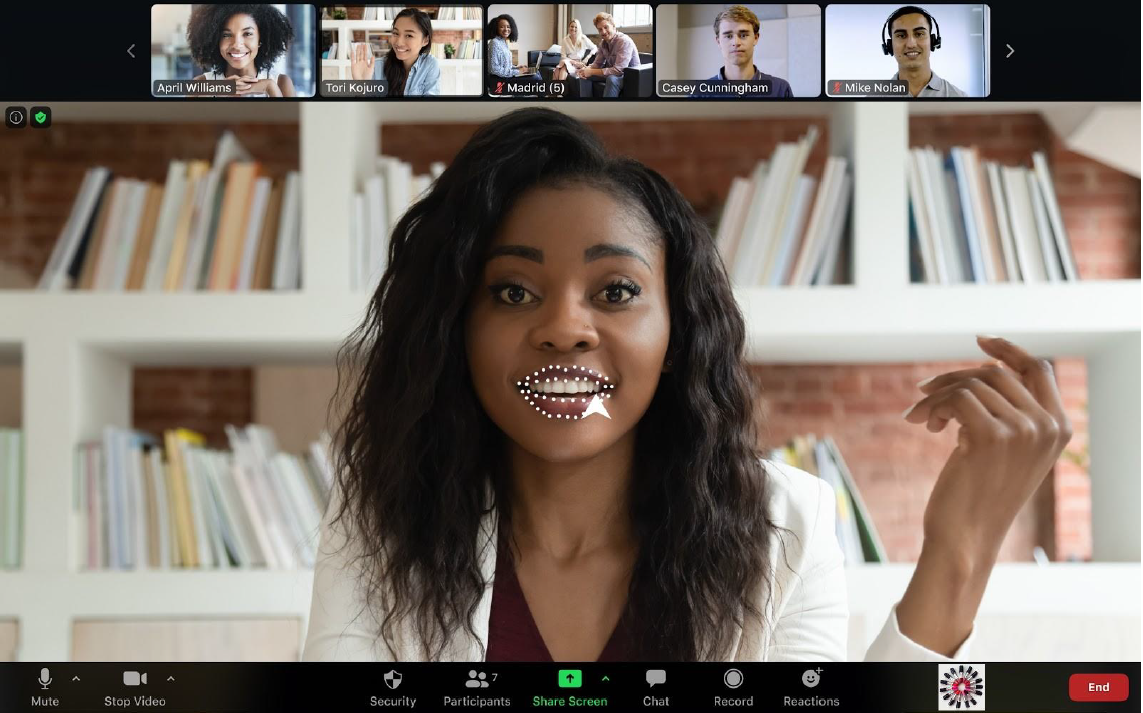 April Williams
Tori Kojuro
Madrid (5)
Casey Cunningham
Mike Nolan
7
Mute
Stop Video
Security
Participants
Share Screen
Chat
Record
Reactions
End